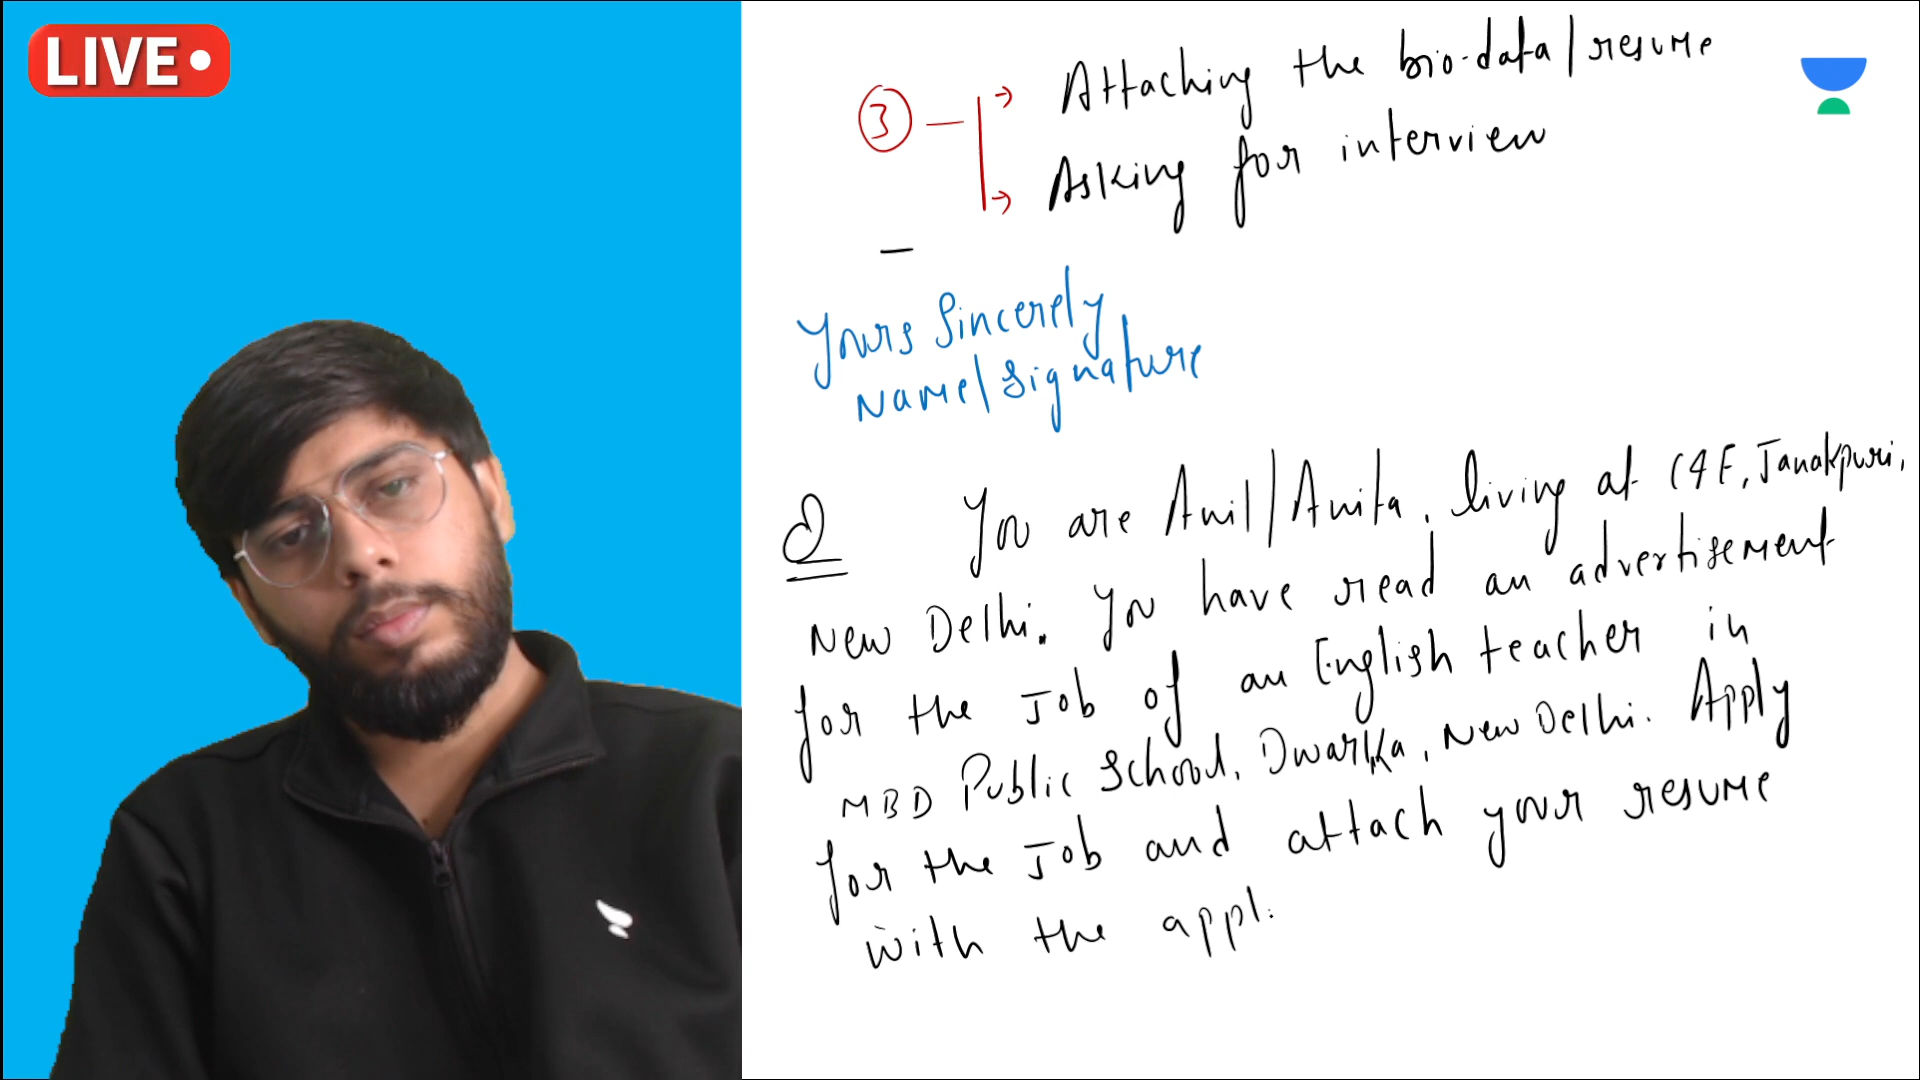 LIVE
3 → Attaching the bio-data/resume
→ Asking for interview
Yours Sincerely
Name/Signature
Q You are Anil/Anita, living at C4F, Janakpuri,
New Delhi. You have read an advertisement
for the Job of an English teacher in
MBD Public School, Dwarka, New Delhi. Apply
for the Job and attach your resume
with the appl.